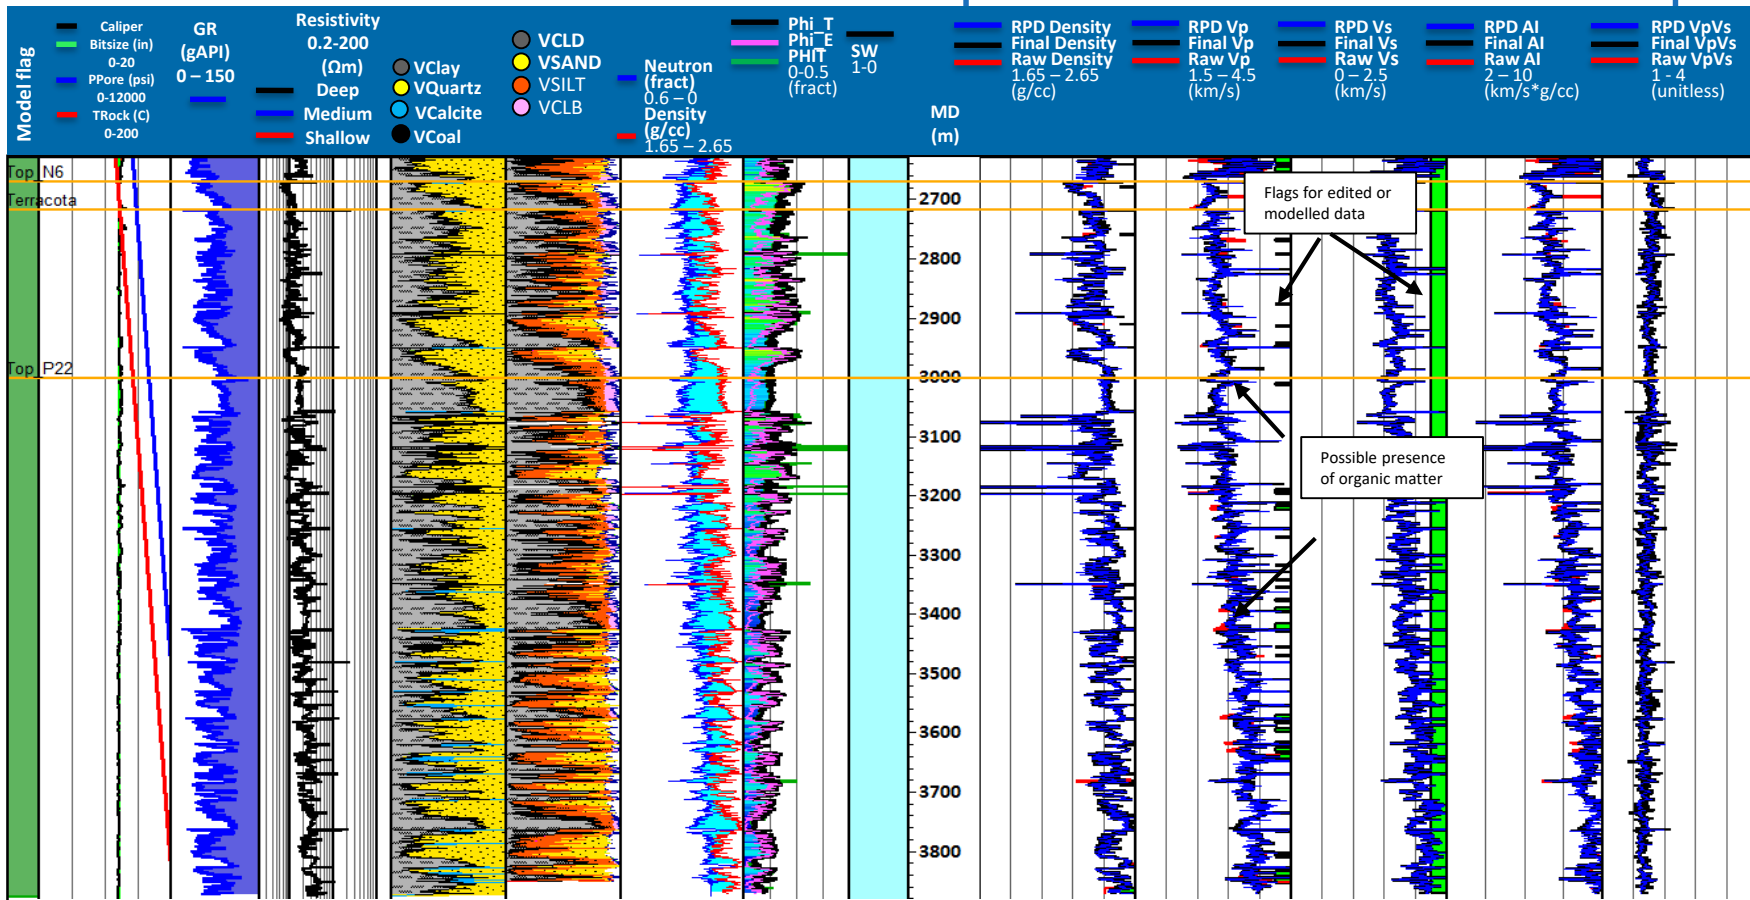 Model flag
Caliper
Bitsize (in)
0-20
PPore (psi)
0-12000
TRock (C)
0-200
GR
(gAPI)
0 – 150
Resistivity
0.2-200
(Ωm)
Deep
Medium
Shallow
VClay
VQuartz
VCalcite
VCoal
VCLD
VSAND
VSILT
VCLB
Neutron
(fract)
0.6 – 0
Density
(g/cc)
1.65 – 2.65
Phi_T
Phi_E
PHIT
0-0.5
(fract)
SW
1-0
MD
(m)
RPD Density
Final Density
Raw Density
1.65 – 2.65
(g/cc)
RPD Vp
Final Vp
Raw Vp
1.5 – 4.5
(km/s)
RPD Vs
Final Vs
Raw Vs
0 – 2.5
(km/s)
RPD AI
Final AI
Raw AI
2 – 10
(km/s*g/cc)
RPD VpVs
Final VpVs
Raw VpVs
1 - 4
(unitless)
Top_N6
Terracota
Top_P22
2700
2800
2900
3000
3100
3200
3300
3400
3500
3600
3700
3800
Flags for edited or
modelled data
Possible presence
of organic matter